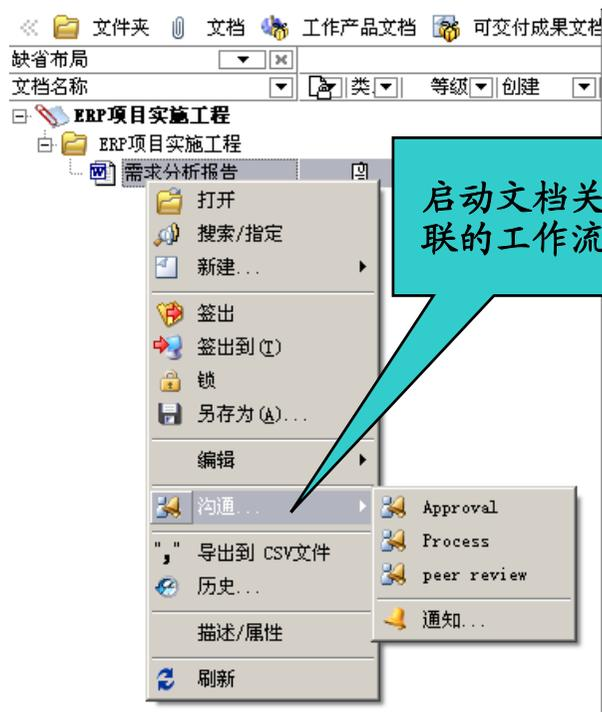 文件夹 文档 工作产品文档 可交付成果文档
缺省布局
文档名称 类 等级 创建
ERP项目实施工程
ERP项目实施工程
需求分析报告
启动文档关
联的工作流
打开
搜索/指定
新建...
签出
签出到(T)
锁
另存为(A)...
编辑
沟通...
Approval
Process
peer review
通知...
"," 导出到 CSV文件
历史...
描述/属性
刷新